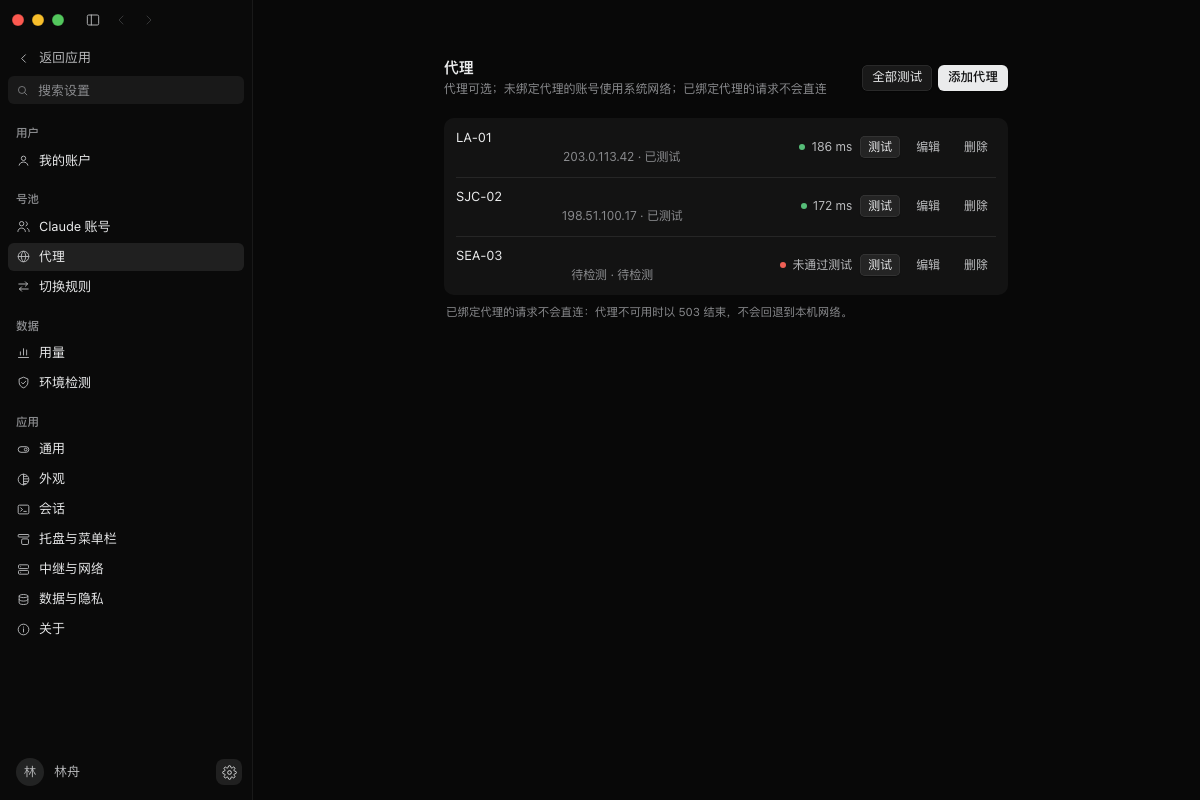 返回应用
搜索设置
用户
我的账户
号池
Claude 账号
代理
切换规则
数据
用量
环境检测
应用
通用
外观
会话
托盘与菜单栏
中继与网络
数据与隐私
关于
林 林舟
代理
代理可选；未绑定代理的账号使用系统网络；已绑定代理的请求不会直连
全部测试 添加代理
LA-01
203.0.113.42 · 已测试
186 ms 测试 编辑 删除
SJC-02
198.51.100.17 · 已测试
172 ms 测试 编辑 删除
SEA-03
待检测 · 待检测
未通过测试 测试 编辑 删除
已绑定代理的请求不会直连：代理不可用时以 503 结束，不会回退到本机网络。